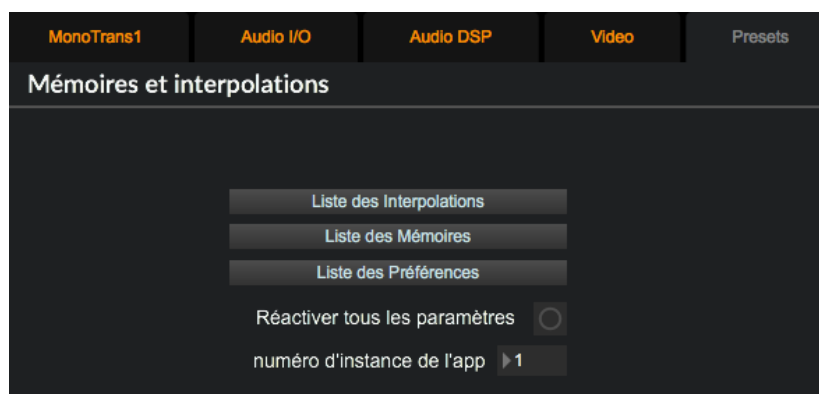 MonoTrans1 Audio I/O Audio DSP Video Presets
Mémoires et interpolations
Liste des Interpolations
Liste des Mémoires
Liste des Préférences
Réactiver tous les paramètres
numéro d'instance de l'app 1